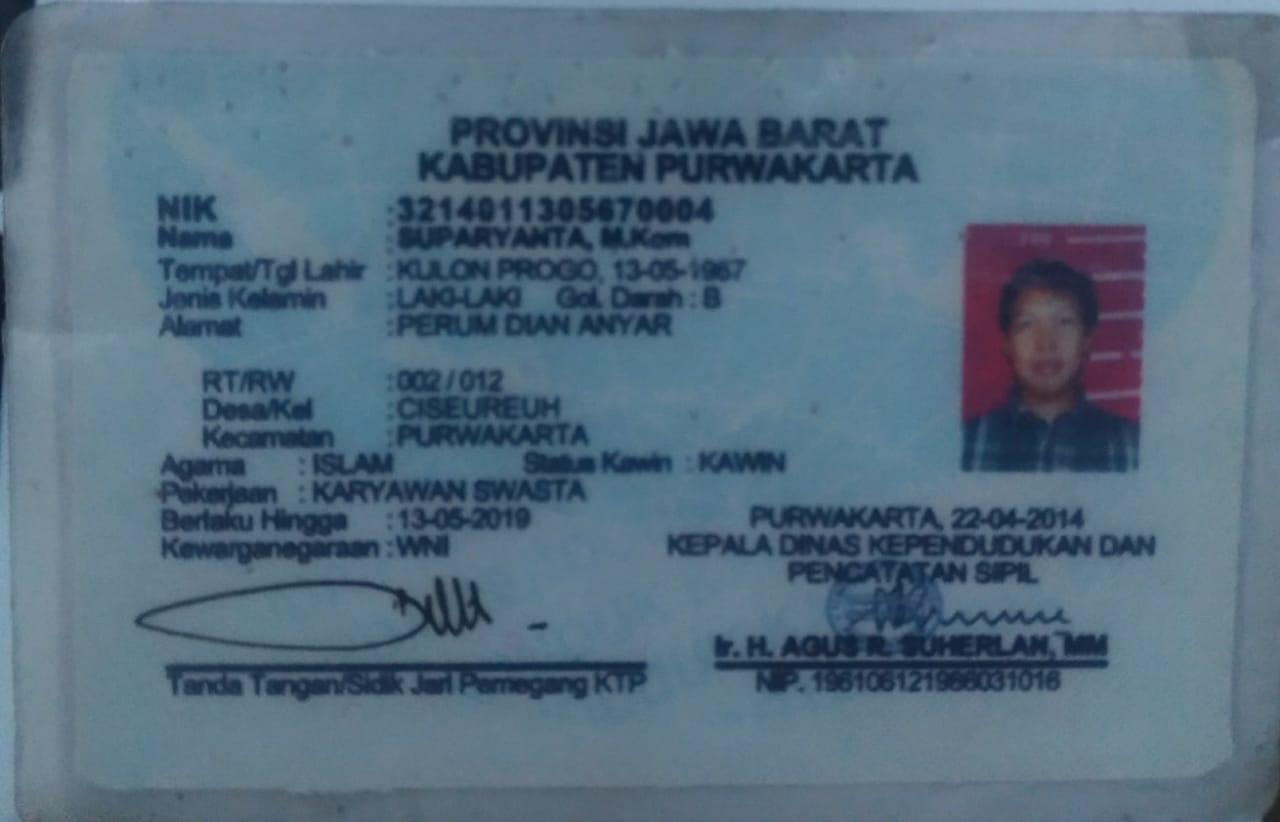 PROVINSI JAWA BARAT
KABUPATEN PURWAKARTA
NIK : 3214011305670004
Nama : SUPARYANTA, M.Kom
Tempat/Tgl Lahir : KULON PROGO, 13-05-1967
Jenis Kelamin : LAKI-LAKI Gol. Darah : B
Alamat : PERUM DIAN ANYAR
RT/RW : 002 / 012
Desa/Kel : CISEUREUH
Kecamatan : PURWAKARTA
Agama : ISLAM Status Kawin : KAWIN
Pekerjaan : KARYAWAN SWASTA
Berlaku Hingga : 13-05-2019
Kewarganegaraan : WNI
PURWAKARTA, 22-04-2014
KEPALA DINAS KEPENDUDUKAN DAN
PENCATATAN SIPIL
Ir. H. AGUS R. SUHERLAN, MM
NIP. 196106121986031016
Tanda Tangan/Sidik Jari Pemegang KTP